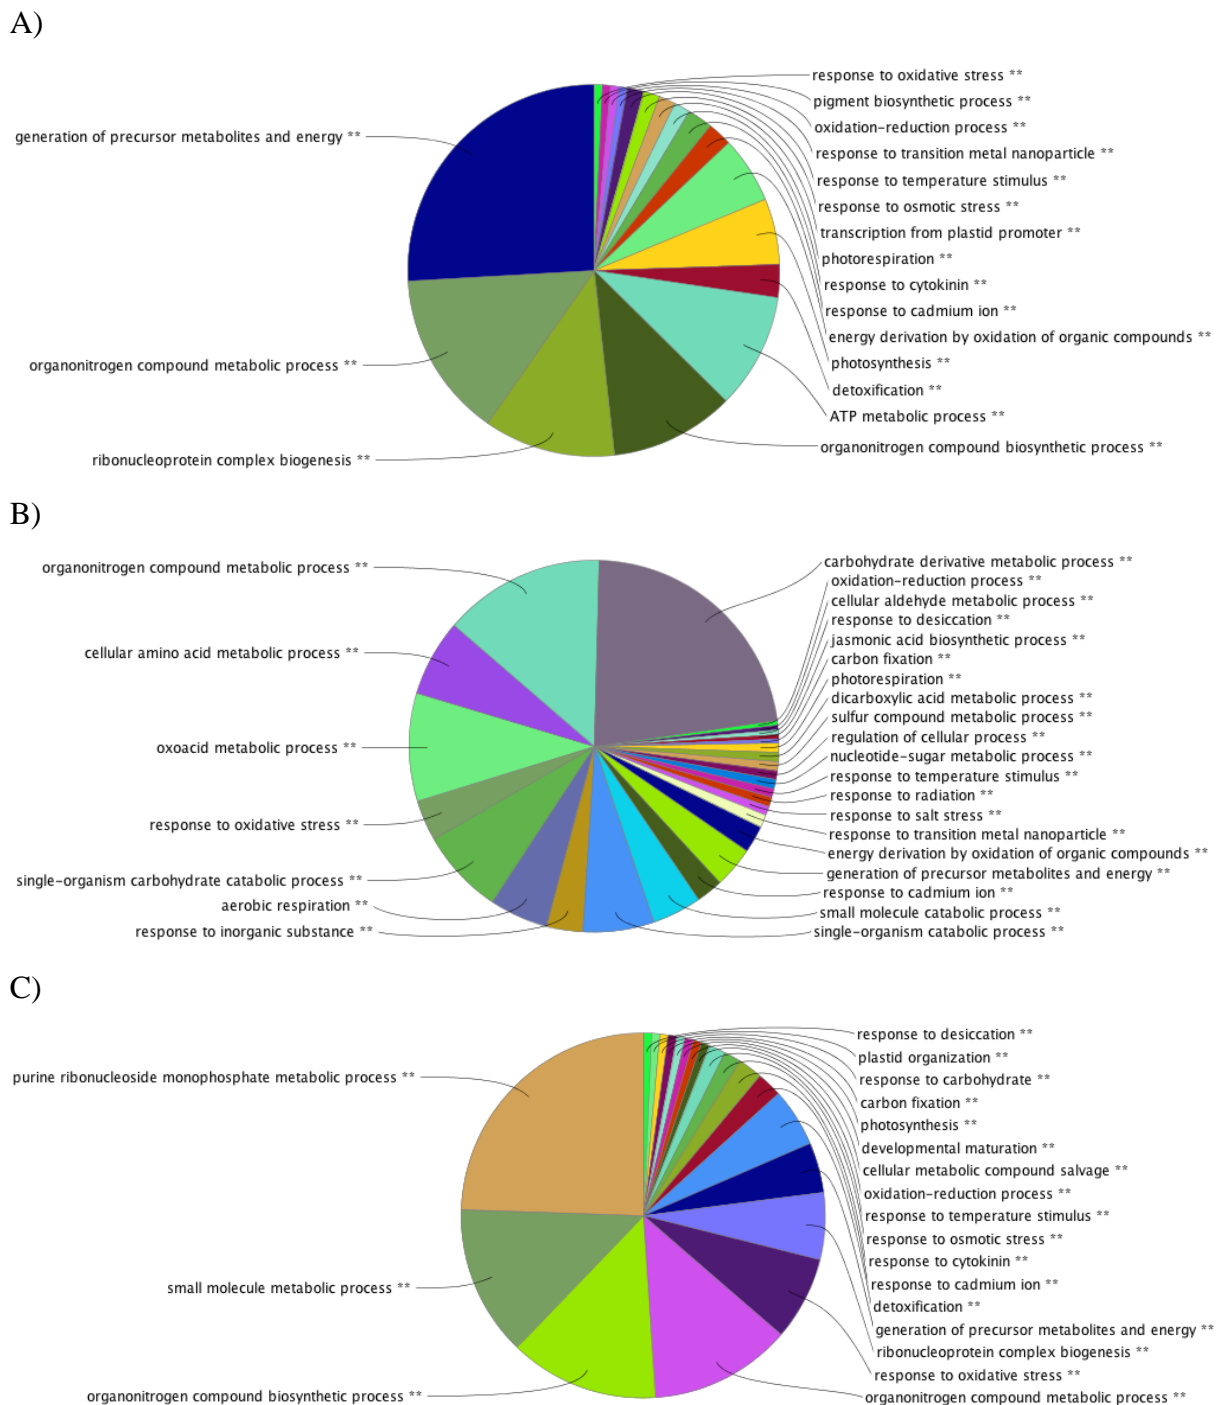 A)
response to oxidative stress **
pigment biosynthetic process **
generation of precursor metabolites and energy **
oxidation-reduction process **
response to transition metal nanoparticle **
response to temperature stimulus **
response to osmotic stress **
transcription from plastid promoter **
photorespiration **
response to cytokinin **
response to cadmium ion **
energy derivation by oxidation of organic compounds **
photosynthesis **
organonitrogen compound metabolic process **
detoxification **
ATP metabolic process **
organonitrogen compound biosynthetic process **
ribonucleoprotein complex biogenesis **
B)
carbohydrate derivative metabolic process **
organonitrogen compound metabolic process **
oxidation-reduction process **
cellular aldehyde metabolic process **
response to desiccation **
jasmonic acid biosynthetic process **
cellular amino acid metabolic process **
carbon fixation **
photorespiration **
dicarboxylic acid metabolic process **
sulfur compound metabolic process **
regulation of cellular process **
oxoacid metabolic process **
nucleotide-sugar metabolic process **
response to temperature stimulus **
response to radiation **
response to salt stress **
response to oxidative stress **
response to transition metal nanoparticle **
energy derivation by oxidation of organic compounds **
generation of precursor metabolites and energy **
single-organism carbohydrate catabolic process **
response to cadmium ion **
aerobic respiration **
small molecule catabolic process **
response to inorganic substance **
single-organism catabolic process **
C)
response to desiccation **
plastid organization **
purine ribonucleoside monophosphate metabolic process **
response to carbohydrate **
carbon fixation **
photosynthesis **
developmental maturation **
cellular metabolic compound salvage **
oxidation-reduction process **
response to temperature stimulus **
response to osmotic stress **
response to cytokinin **
response to cadmium ion **
small molecule metabolic process **
detoxification **
generation of precursor metabolites and energy **
ribonucleoprotein complex biogenesis **
response to oxidative stress **
organonitrogen compound biosynthetic process **
organonitrogen compound metabolic process **